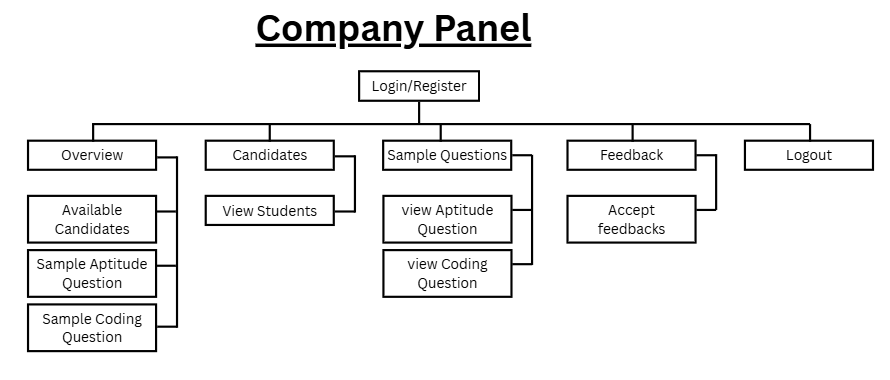 Company Panel
Login/Register
Overview
Candidates
Sample Questions
Feedback
Logout
Available
Candidates
View Students
view Aptitude
Question
Accept
feedbacks
Sample Aptitude
Question
view Coding
Question
Sample Coding
Question